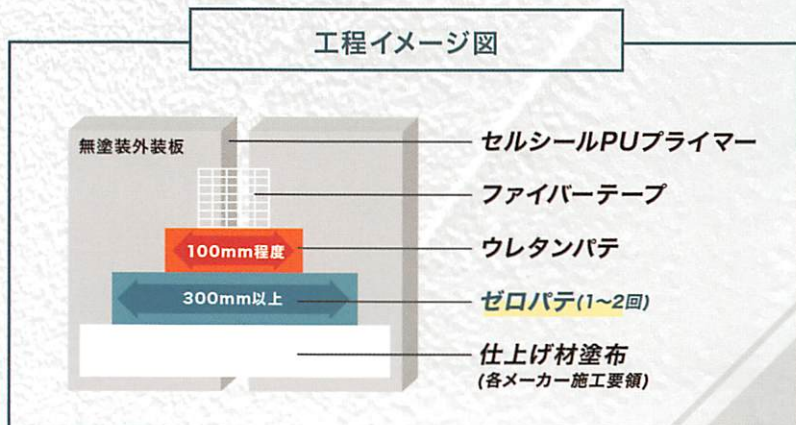 工程イメージ図
無塗装外装板
セルシールPUプライマー
ファイバーテープ
100mm程度
ウレタンパテ
300mm以上
ゼロパテ(1〜2回)
仕上げ材塗布
(各メーカー施工要領)